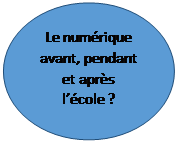 Le numérique
avant, pendant
et après
l’école ?